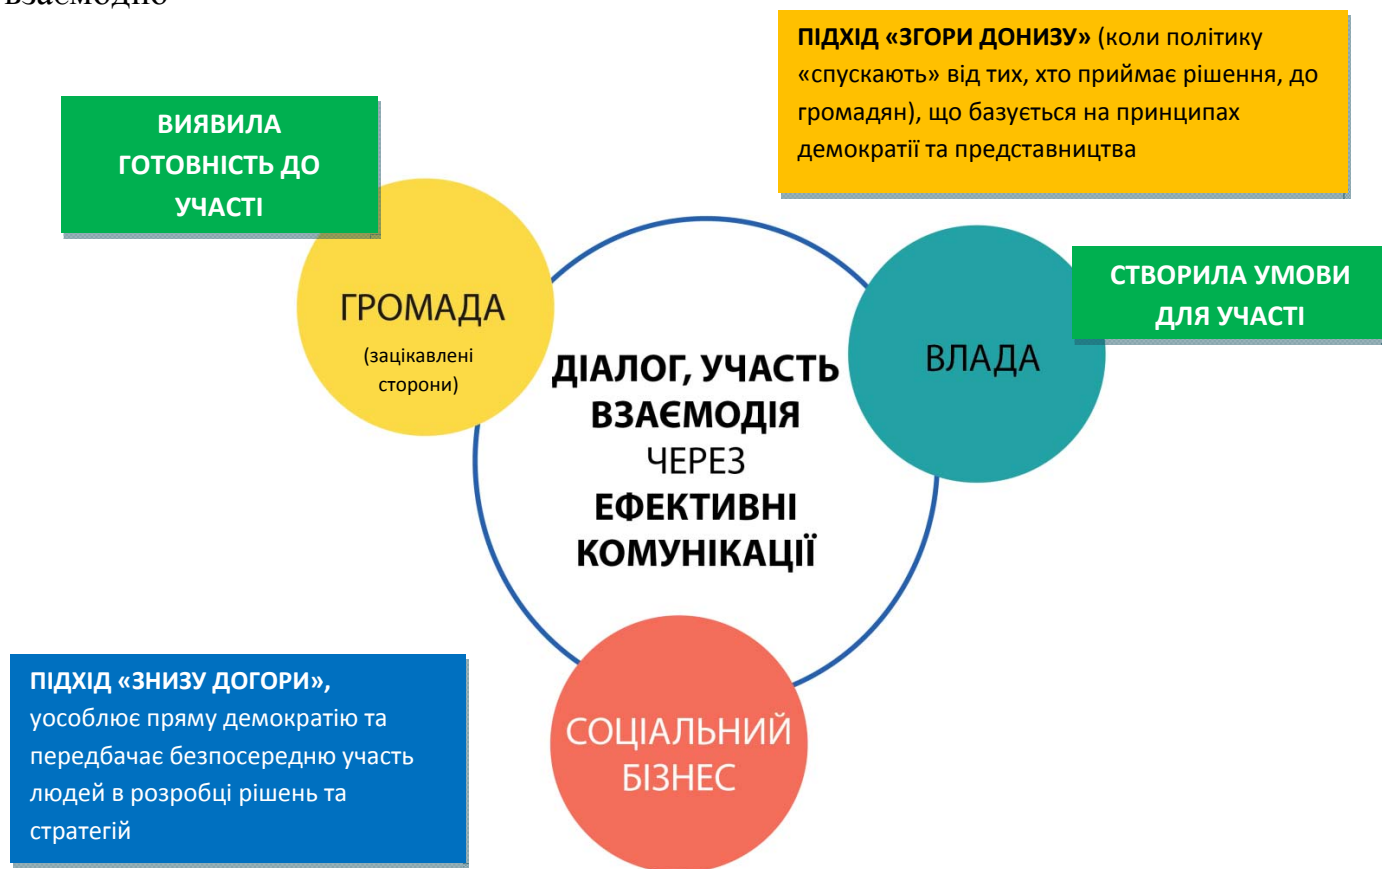 взаємодію
ПІДХІД «ЗГОРИ ДОНИЗУ» (коли політику
«спускають» від тих, хто приймає рішення, до
громадян), що базується на принципах
демократії та представництва
ВИЯВИЛА
ГОТОВНІСТЬ ДО
УЧАСТІ
СТВОРИЛА УМОВИ
ДЛЯ УЧАСТІ
ГРОМАДА
(зацікавлені
сторони)
ВЛАДА
ДІАЛОГ, УЧАСТЬ
ВЗАЄМОДІЯ
ЧЕРЕЗ
ЕФЕКТИВНІ
КОМУНІКАЦІЇ
ПІДХІД «ЗНИЗУ ДОГОРИ»,
уособлює пряму демократію та
передбачає безпосередню участь
людей в розробці рішень та
стратегій
СОЦІАЛЬНИЙ
БІЗНЕС